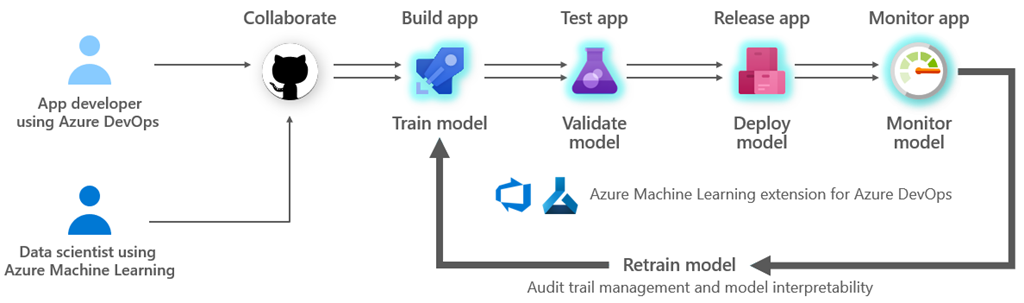 Collaborate
Build app
Test app
Release app
Monitor app
App developer
using Azure DevOps
Train model
Validate
model
Deploy
model
Monitor
model
Azure Machine Learning extension for Azure DevOps
Data scientist using
Azure Machine Learning
Retrain model
Audit trail management and model interpretability